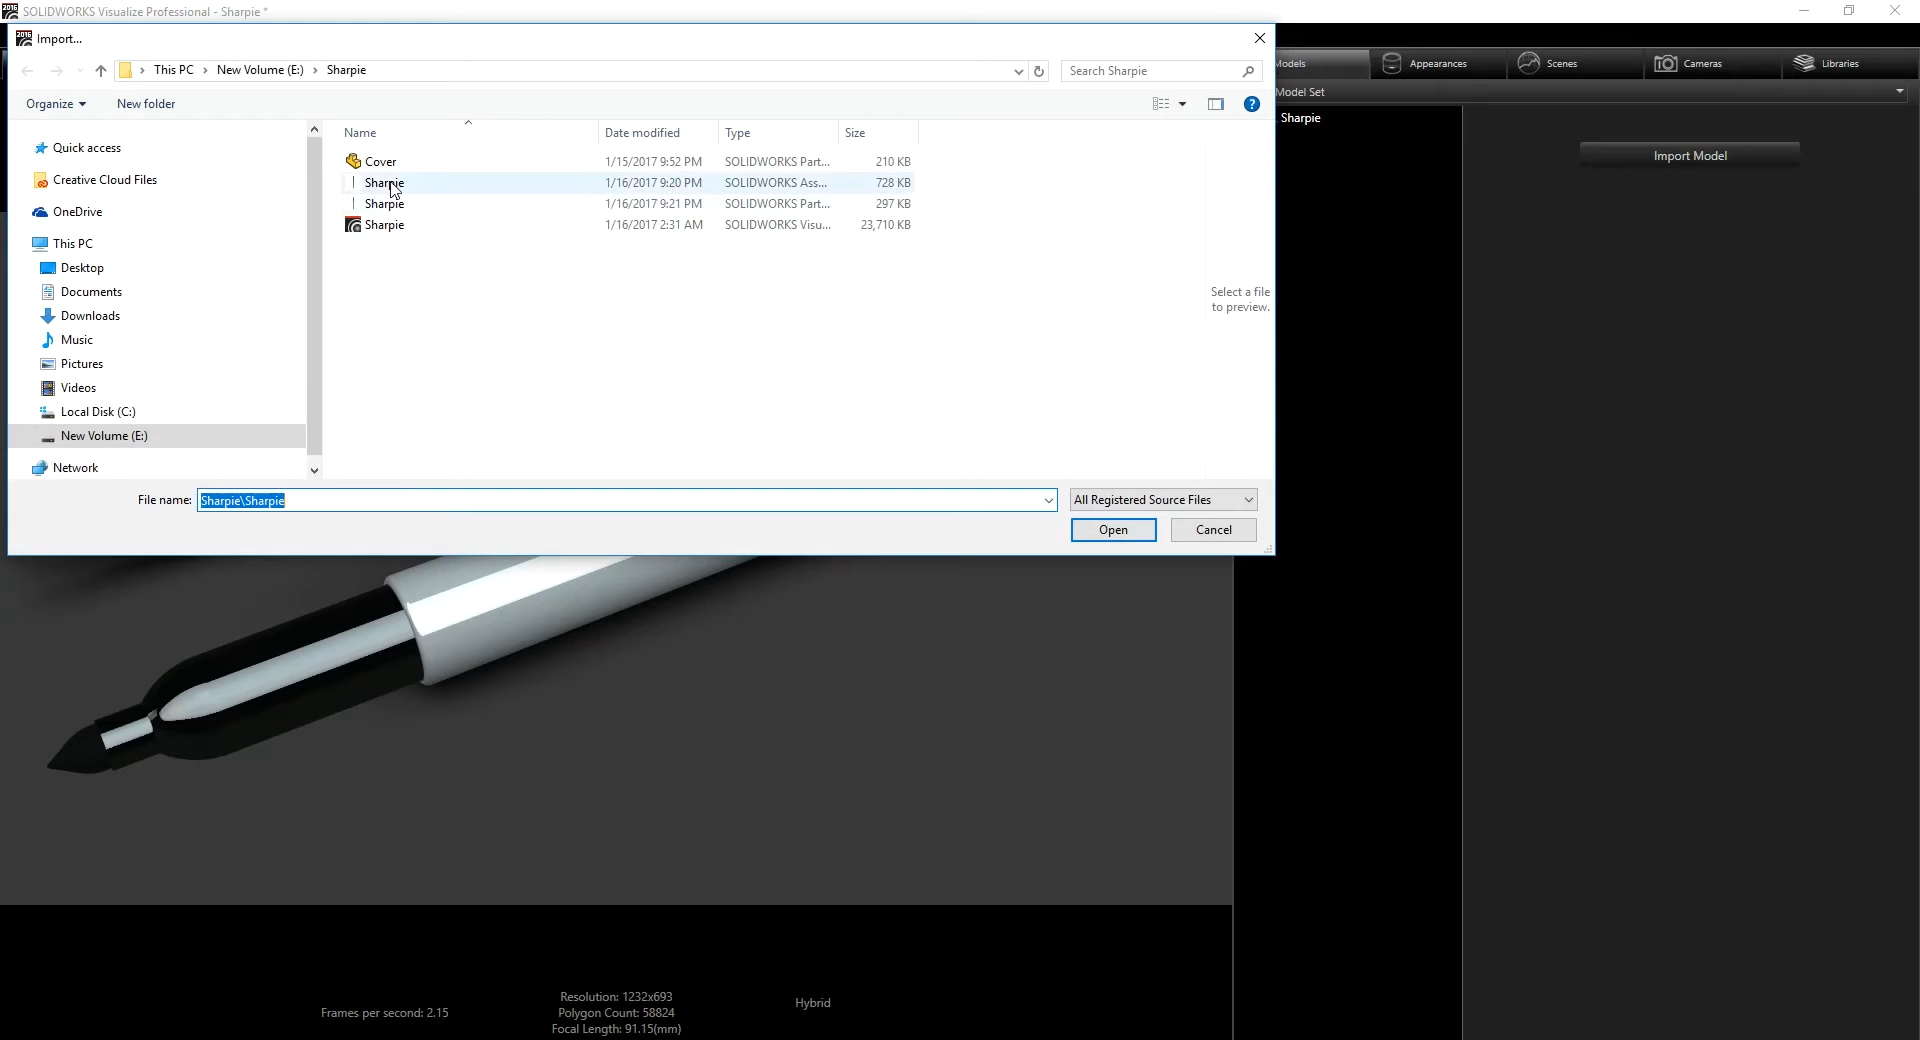 SOLIDWORKS Visualize Professional - Sharpie *
Import...
This PC > New Volume (E:) > Sharpie
Search Sharpie
Organize
New folder
Quick access
Creative Cloud Files
OneDrive
This PC
Desktop
Documents
Downloads
Music
Pictures
Videos
Local Disk (C:)
New Volume (E:)
Network
Name Date modified Type Size
Cover 1/15/2017 9:52 PM SOLIDWORKS Part... 210 KB
Sharpie 1/16/2017 9:20 PM SOLIDWORKS Ass... 728 KB
Sharpie 1/16/2017 9:21 PM SOLIDWORKS Part... 297 KB
Sharpie 1/16/2017 2:31 AM SOLIDWORKS Visu... 23,710 KB
Select a file
to preview.
File name: Sharpie\Sharpie
All Registered Source Files
Open
Cancel
Models
Appearances
Scenes
Cameras
Libraries
Model Set
Sharpie
Import Model
Frames per second: 2.15
Resolution: 1232x693
Polygon Count: 58824
Focal Length: 91.15(mm)
Hybrid